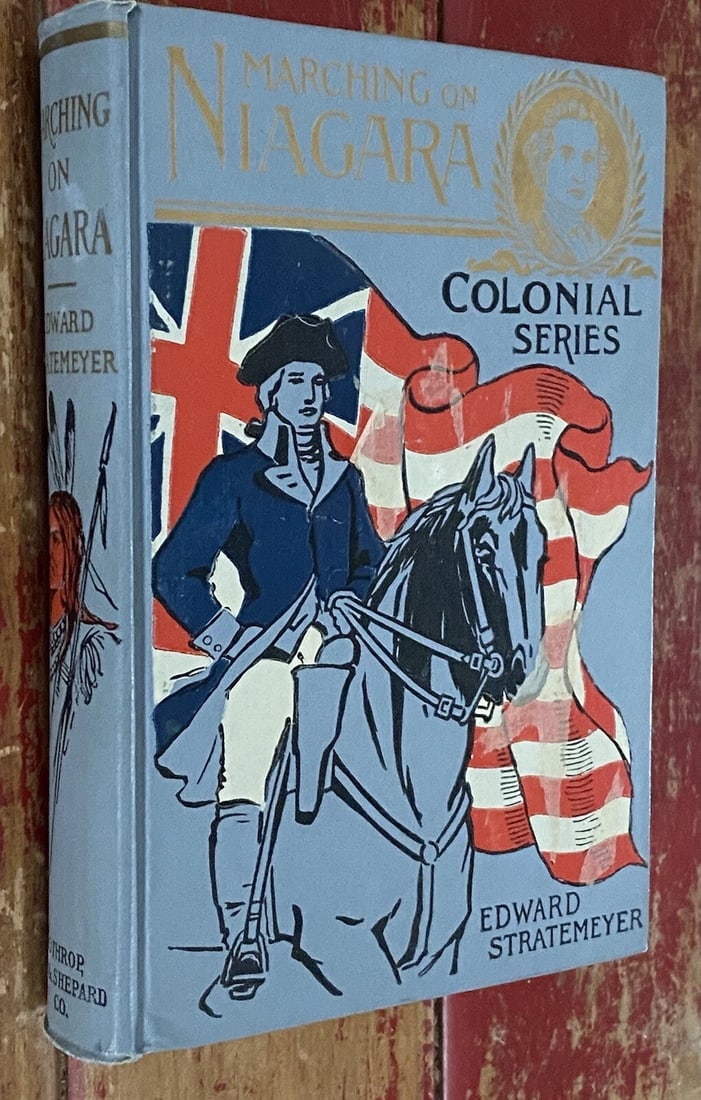 MARCHING ON
NIAGARA
COLONIAL
SERIES
EDWARD
STRATEMEYER
MARCHING
ON
NIAGARA
EDWARD
STRATEMEYER
SHEPARD
CO.